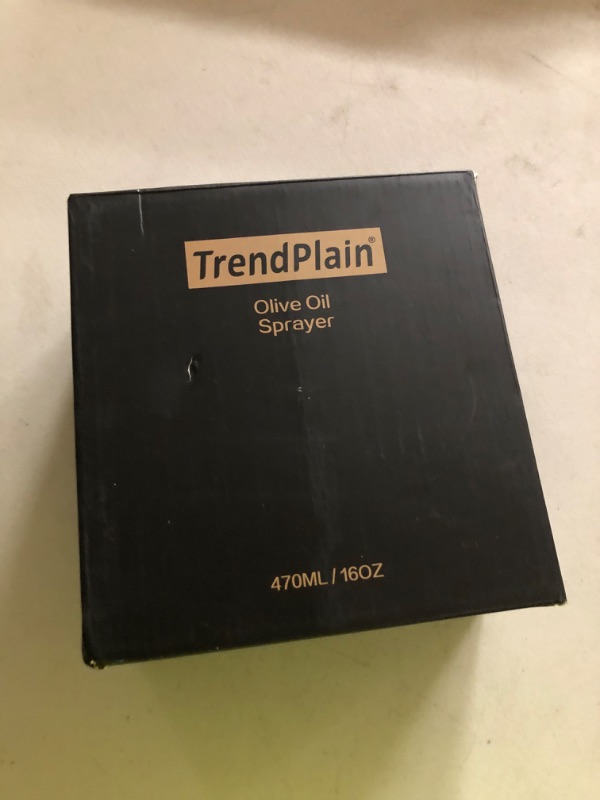 TrendPlain®
Olive Oil
Sprayer
470ML / 16OZ